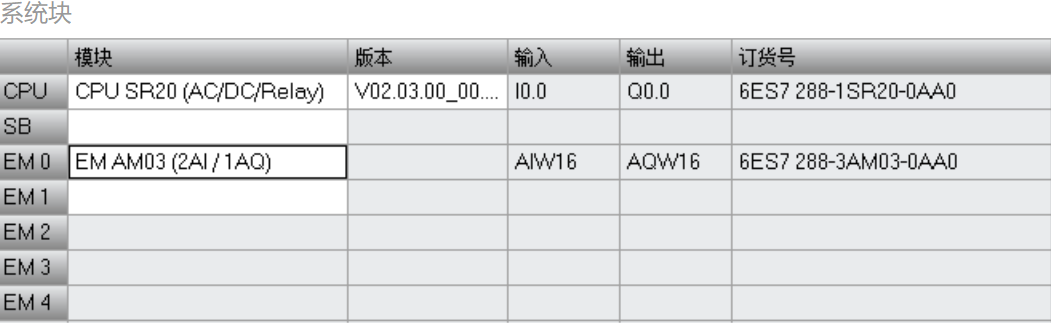 系统块
模块 版本 输入 输出 订货号
CPU CPU SR20 (AC/DC/Relay) V02.03.00_00.... I0.0 Q0.0 6ES7 288-1SR20-0AA0
SB
EM 0 EM AM03 (2AI / 1AQ) AIW16 AQW16 6ES7 288-3AM03-0AA0
EM 1
EM 2
EM 3
EM 4